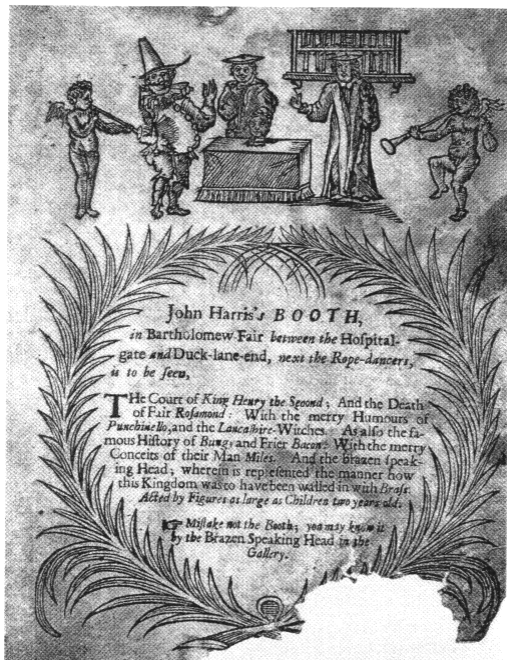 John Harris's BOOTH,
in Bartholomew-Fair between the Hospital-
gate and Duck-lane-end, next the Rope-dancers,
is to be seen,
THe Court of King Henry the Second; And the Death
of Fair Rosamond: With the merry Humours of
Punchinello, and the Lancashire-Witches. As also the fa-
mous History of Bungy and Frier Bacon: With the merry
Conceits of their Man Miles. And the brazen speak-
ing Head; wherein is represented the manner how
this Kingdom was to have been walled in with Brass.
Acted by Figures as large as Children two years old.
☞ Mistake not the Booth; you may know it
by the Brazen Speaking Head in the
Gallery.